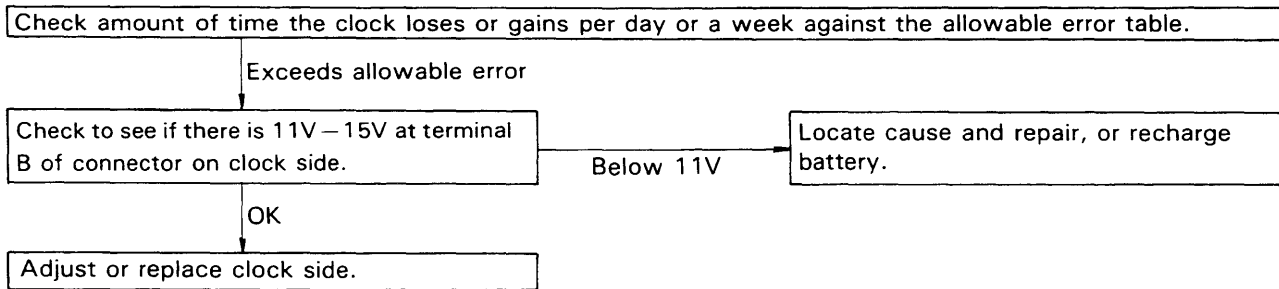 Check amount of time the clock loses or gains per day or a week against the allowable error table.
Exceeds allowable error
Check to see if there is 11V－15V at terminal
B of connector on clock side.
Below 11V
Locate cause and repair, or recharge
battery.
OK
Adjust or replace clock side.